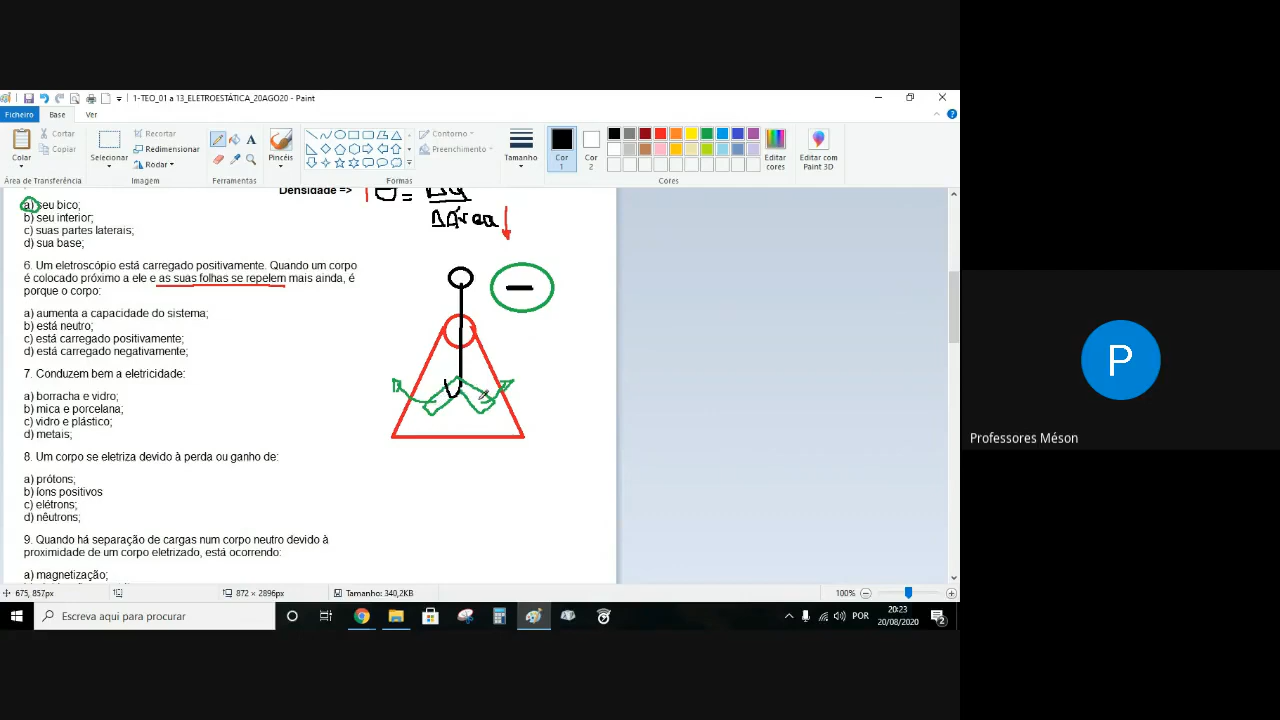 1-TEO_01 a 13_ELETROESTÁTICA_20AGO20 - Paint
Ficheiro Base Ver
Colar
Cortar
Copiar
Área de Transferência
Selecionar
Recortar
Redimensionar
Rodar
Imagem
A
Ferramentas
Pincéis
Contorno
Preenchimento
Formas
Tamanho
Cor 1
Cor 2
Editar cores
Editar com Paint 3D
Cores
Densidade =>
ΔÁrea
a) seu bico;
b) seu interior;
c) suas partes laterais;
d) sua base;
6. Um eletroscópio está carregado positivamente. Quando um corpo
é colocado próximo a ele e as suas folhas se repelem mais ainda, é
porque o corpo:
a) aumenta a capacidade do sistema;
b) está neutro;
c) está carregado positivamente;
d) está carregado negativamente;
7. Conduzem bem a eletricidade:
a) borracha e vidro;
b) mica e porcelana;
c) vidro e plástico;
d) metais;
8. Um corpo se eletriza devido à perda ou ganho de:
a) prótons;
b) íons positivos
c) elétrons;
d) nêutrons;
9. Quando há separação de cargas num corpo neutro devido à
proximidade de um corpo eletrizado, está ocorrendo:
a) magnetização;
P
Professores Méson
675, 857px
872 × 2896px
Tamanho: 340,2KB
100%
Escreva aqui para procurar
POR
20:23
20/08/2020
2